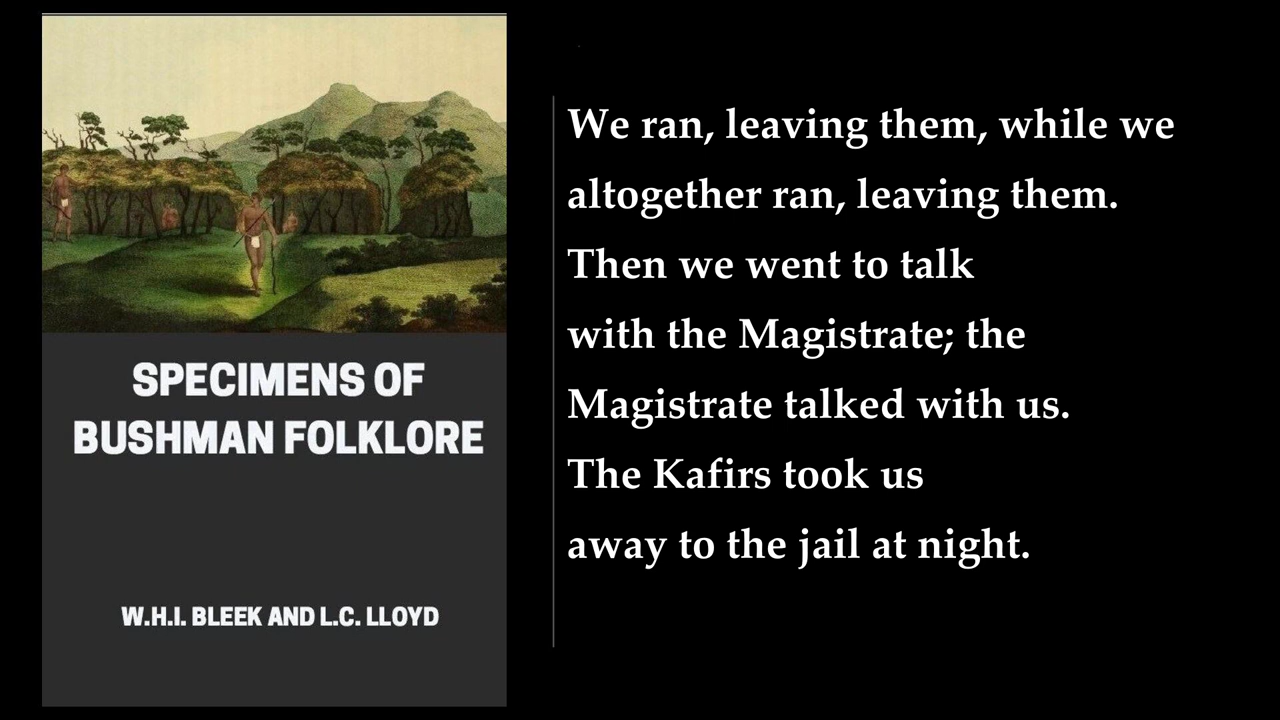 SPECIMENS OF
BUSHMAN FOLKLORE
W.H.I. BLEEK AND L.C. LLOYD
We ran, leaving them, while we
altogether ran, leaving them.
Then we went to talk
with the Magistrate; the
Magistrate talked with us.
The Kafirs took us
away to the jail at night.